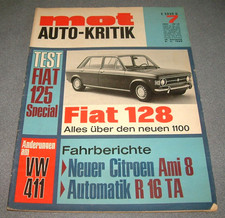 mot
AUTO-KRITIK
7
TEST
FIAT
125
Special
Fiat 128
Alles über den neuen 1100
Änderungen
am
VW
411
Fahrberichte
Neuer Citroen Ami 8
Automatik R 16 TA